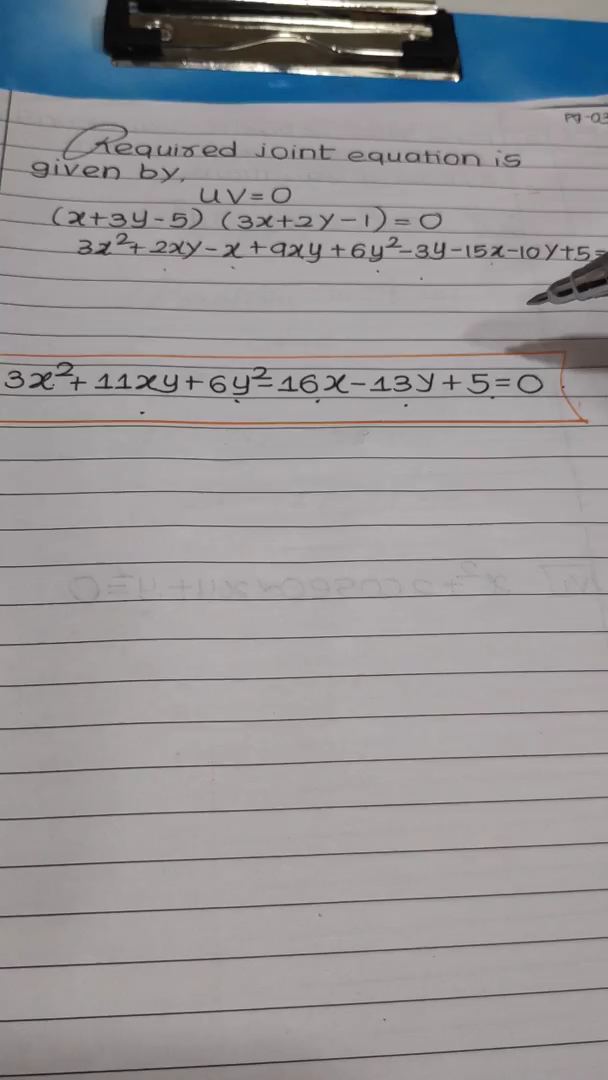 Pg-03
Required joint equation is
given by,
uv=0
(x+3y-5) (3x+2y-1)=0
3x²+2xy-x+9xy+6y²-3y-15x-10y+5=
3x²+11xy+6y²-16x-13y+5=0